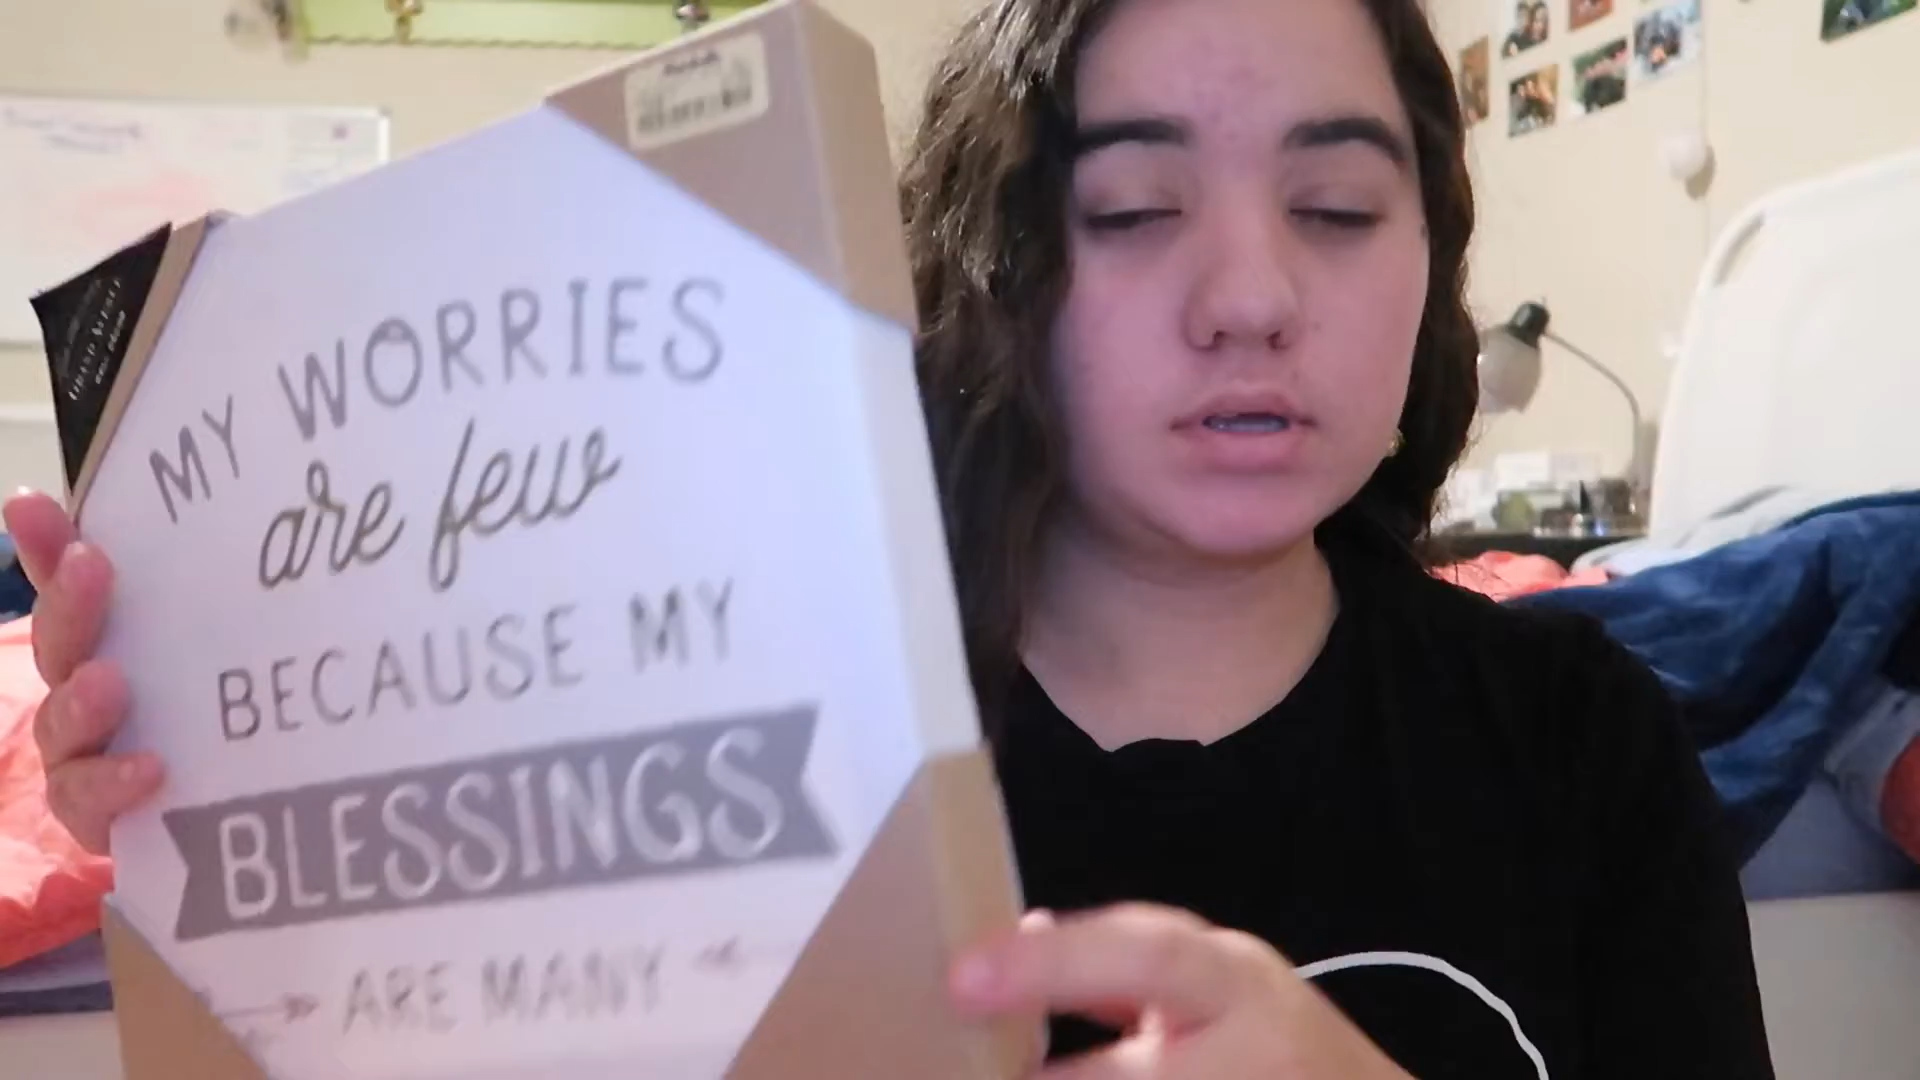 MY WORRIES
are few
BECAUSE MY
BLESSINGS
ARE MANY